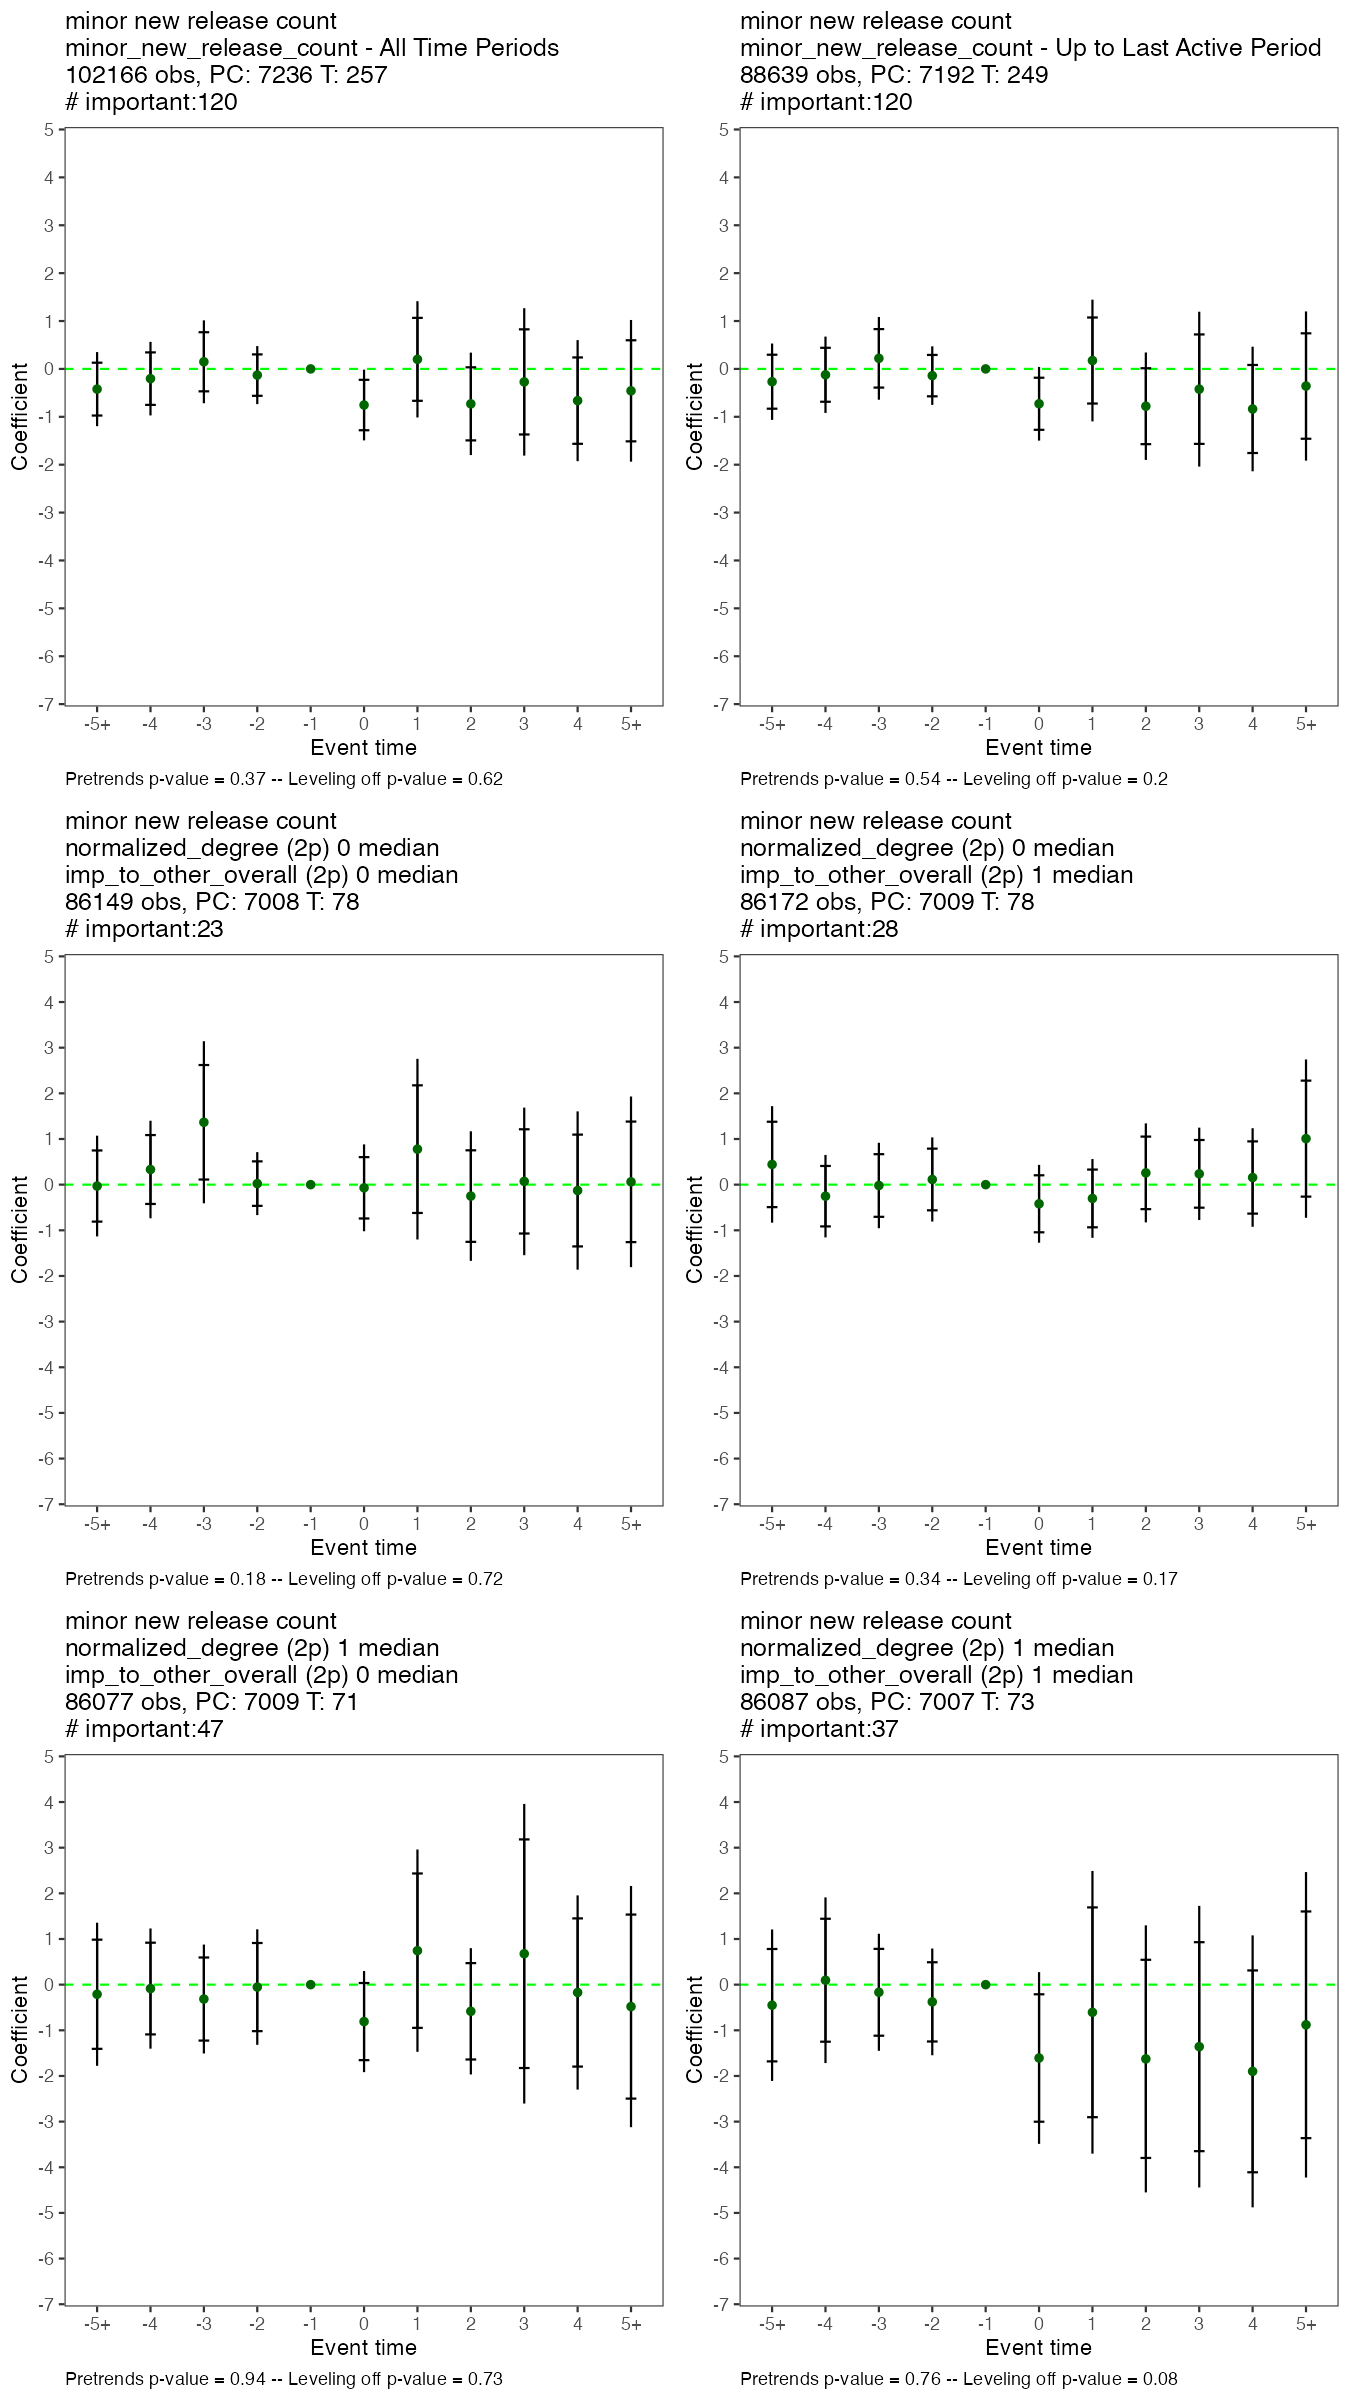 minor new release count
minor_new_release_count - All Time Periods
102166 obs, PC: 7236 T: 257
# important:120
5
4
3
2
1
0
-1
-2
-3
-4
-5
-6
-7
Coefficient
-5+ -4 -3 -2 -1 0 1 2 3 4 5+
Event time
Pretrends p-value = 0.37 -- Leveling off p-value = 0.62
minor new release count
minor_new_release_count - Up to Last Active Period
88639 obs, PC: 7192 T: 249
# important:120
5
4
3
2
1
0
-1
-2
-3
-4
-5
-6
-7
Coefficient
-5+ -4 -3 -2 -1 0 1 2 3 4 5+
Event time
Pretrends p-value = 0.54 -- Leveling off p-value = 0.2
minor new release count
normalized_degree (2p) 0 median
imp_to_other_overall (2p) 0 median
86149 obs, PC: 7008 T: 78
# important:23
5
4
3
2
1
0
-1
-2
-3
-4
-5
-6
-7
Coefficient
-5+ -4 -3 -2 -1 0 1 2 3 4 5+
Event time
Pretrends p-value = 0.18 -- Leveling off p-value = 0.72
minor new release count
normalized_degree (2p) 0 median
imp_to_other_overall (2p) 1 median
86172 obs, PC: 7009 T: 78
# important:28
5
4
3
2
1
0
-1
-2
-3
-4
-5
-6
-7
Coefficient
-5+ -4 -3 -2 -1 0 1 2 3 4 5+
Event time
Pretrends p-value = 0.34 -- Leveling off p-value = 0.17
minor new release count
normalized_degree (2p) 1 median
imp_to_other_overall (2p) 0 median
86077 obs, PC: 7009 T: 71
# important:47
5
4
3
2
1
0
-1
-2
-3
-4
-5
-6
-7
Coefficient
-5+ -4 -3 -2 -1 0 1 2 3 4 5+
Event time
Pretrends p-value = 0.94 -- Leveling off p-value = 0.73
minor new release count
normalized_degree (2p) 1 median
imp_to_other_overall (2p) 1 median
86087 obs, PC: 7007 T: 73
# important:37
5
4
3
2
1
0
-1
-2
-3
-4
-5
-6
-7
Coefficient
-5+ -4 -3 -2 -1 0 1 2 3 4 5+
Event time
Pretrends p-value = 0.76 -- Leveling off p-value = 0.08